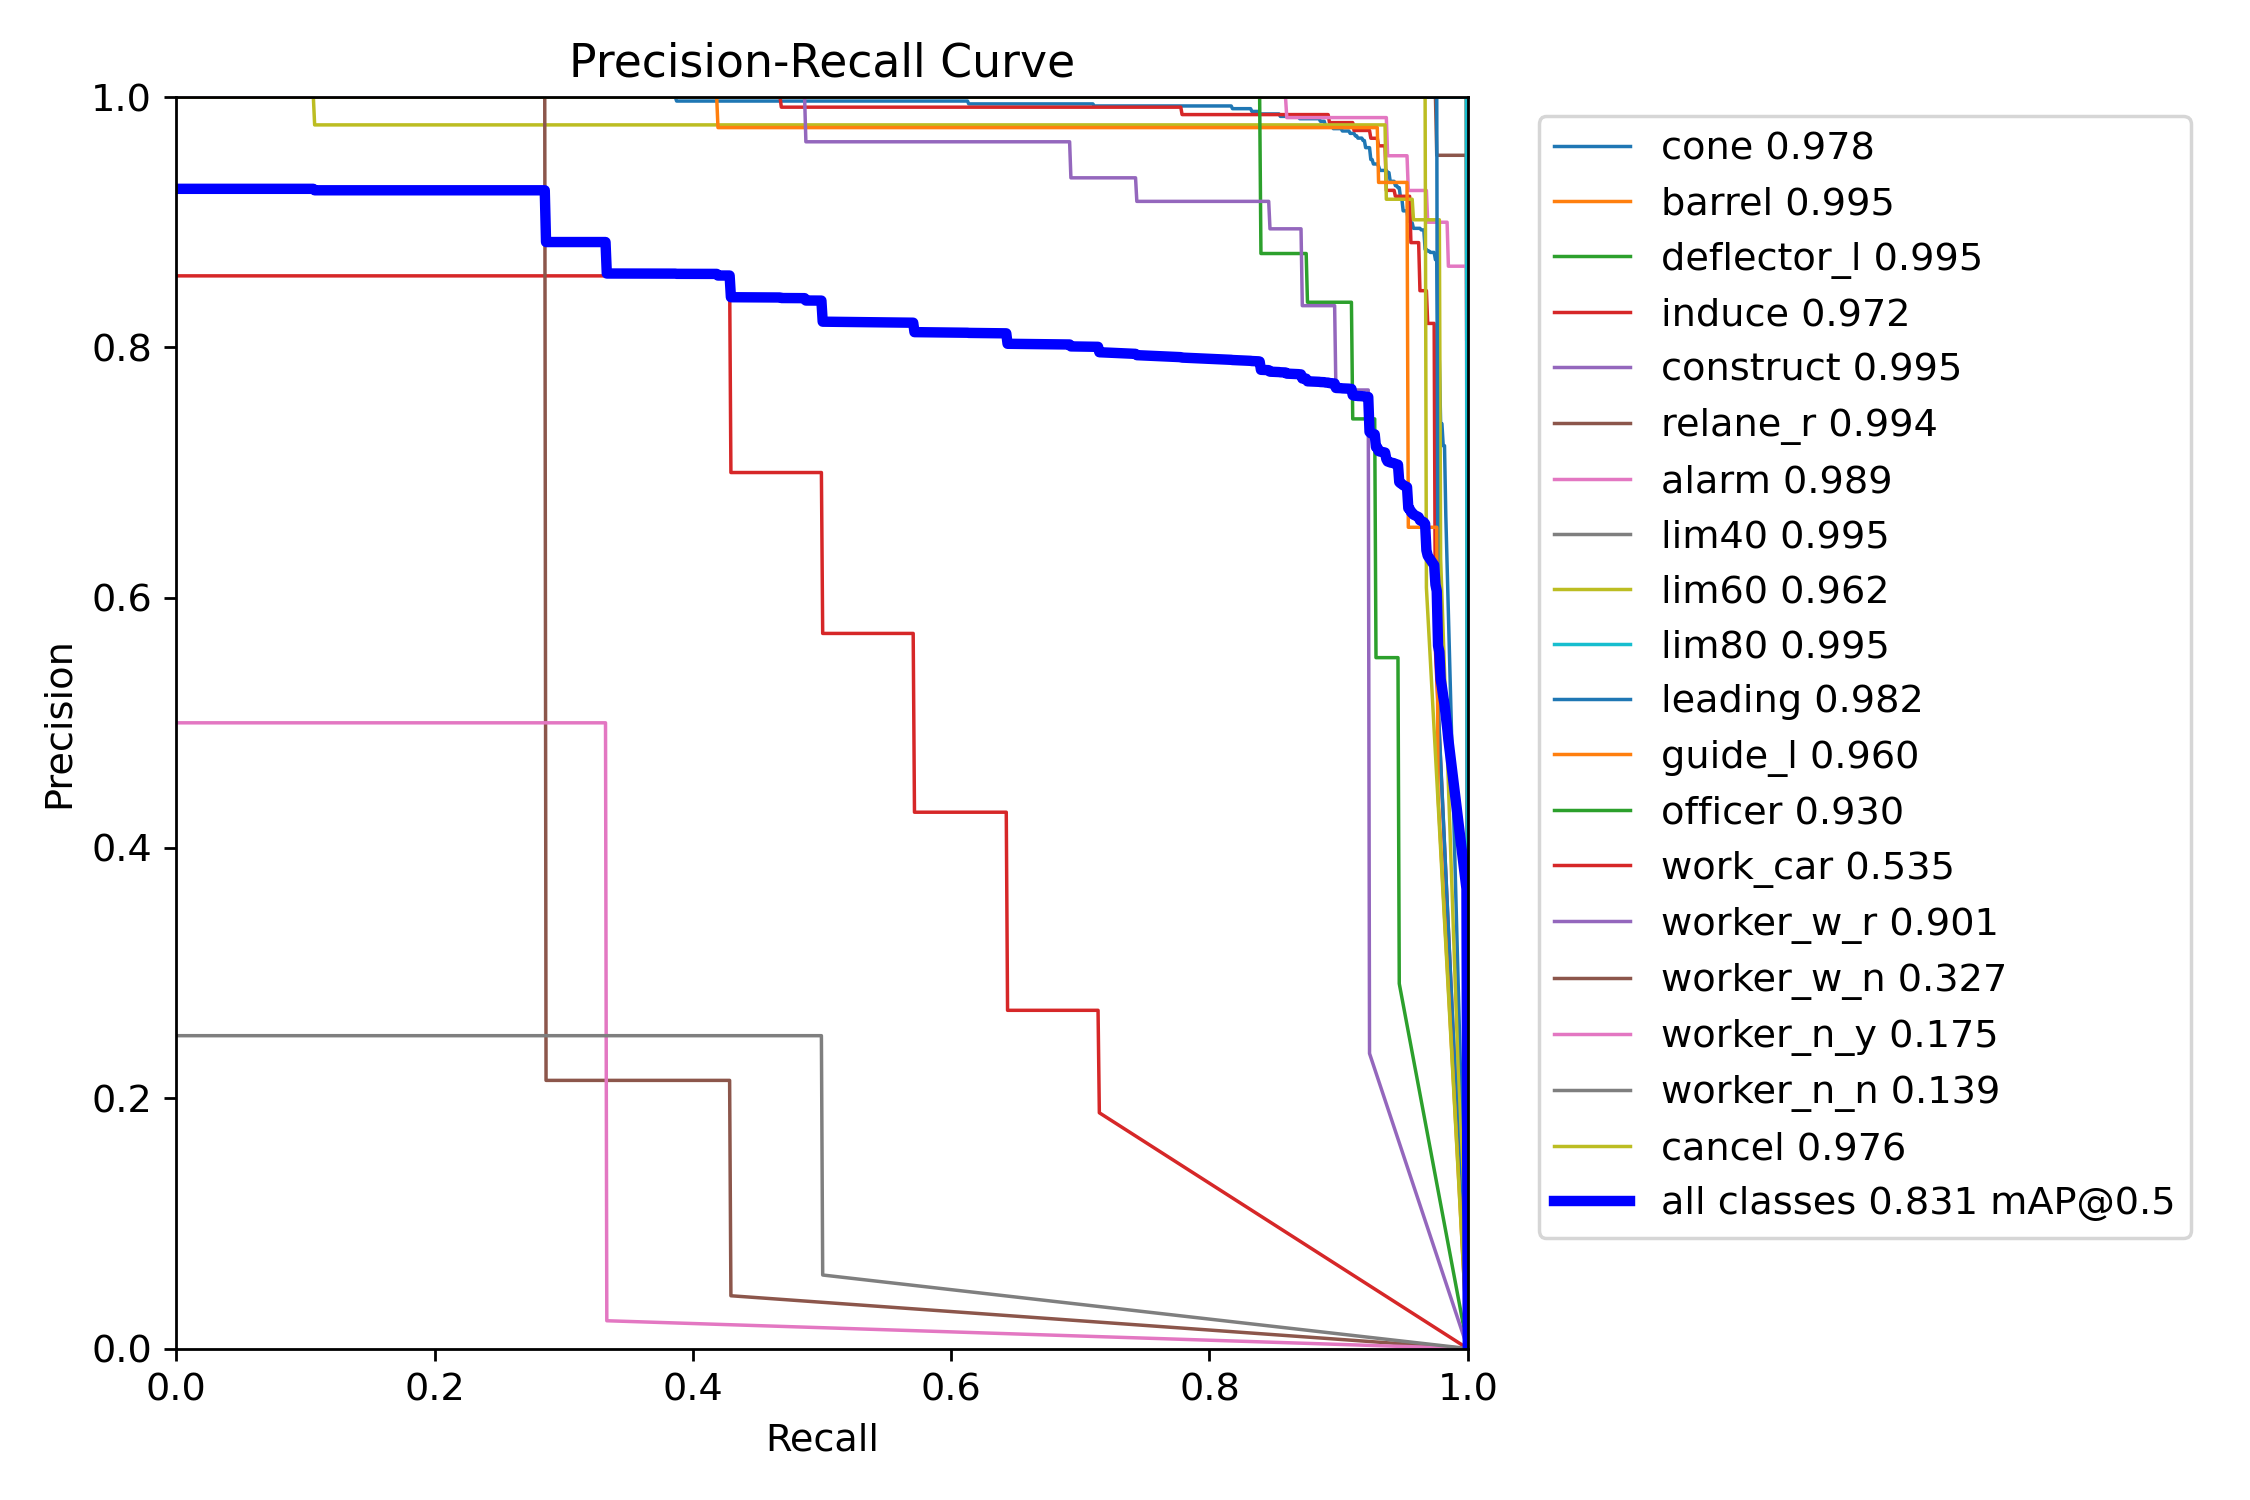 Precision-Recall Curve
1.0
0.8
0.6
0.4
0.2
0.0
Precision
0.0 0.2 0.4 0.6 0.8 1.0
Recall
cone 0.978
barrel 0.995
deflector_l 0.995
induce 0.972
construct 0.995
relane_r 0.994
alarm 0.989
lim40 0.995
lim60 0.962
lim80 0.995
leading 0.982
guide_l 0.960
officer 0.930
work_car 0.535
worker_w_r 0.901
worker_w_n 0.327
worker_n_y 0.175
worker_n_n 0.139
cancel 0.976
all classes 0.831 mAP@0.5